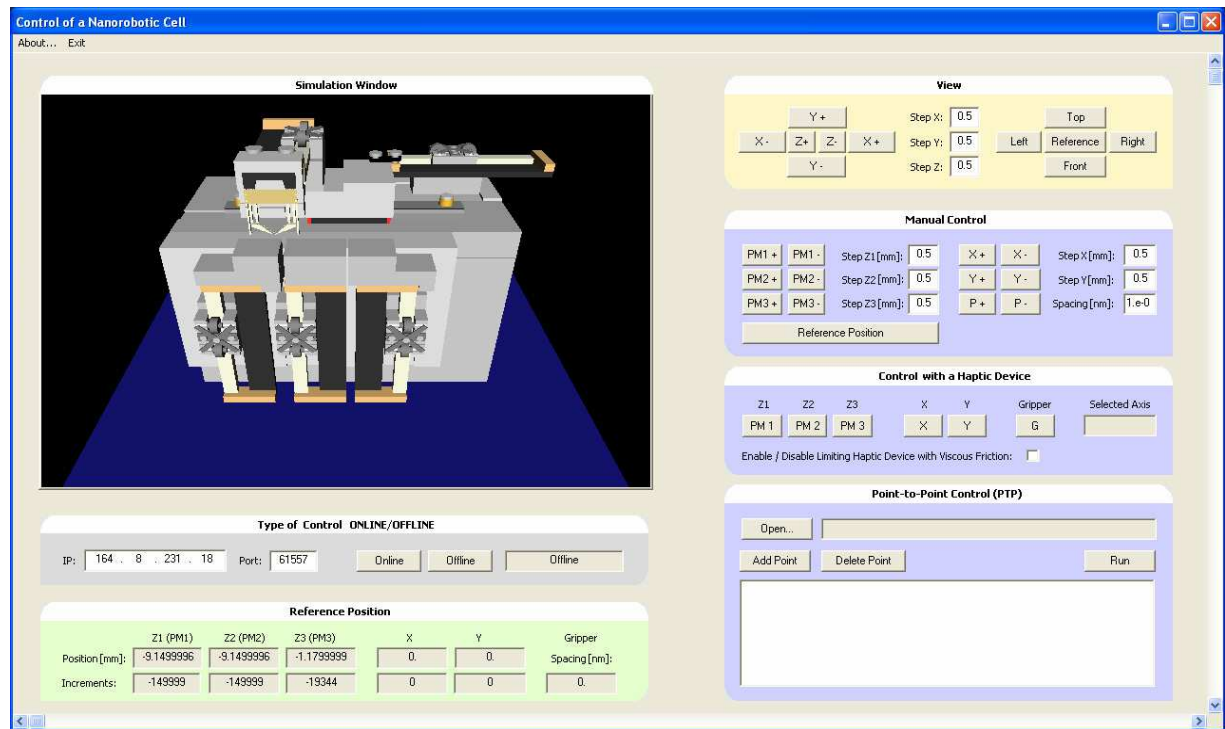 Control of a Nanorobotic Cell
About... Exit
Simulation Window
Type of Control ONLINE/OFFLINE
IP: 164 . 8 . 231 . 18 Port: 61557 Online Offline Offline
Reference Position
Z1 (PM1) Z2 (PM2) Z3 (PM3) X Y Gripper
Position [mm]: -9.1499996 -9.1499996 -1.1799999 0. 0. Spacing [nm]:
Increments: -149999 -149999 -19344 0 0 0.
View
Y + Step X: 0.5 Top
X - Z+ Z- X + Step Y: 0.5 Left Reference Right
Y - Step Z: 0.5 Front
Manual Control
PM1 + PM1 - Step Z1 [mm]: 0.5 X + X - Step X [mm]: 0.5
PM2 + PM2 - Step Z2 [mm]: 0.5 Y + Y - Step Y [mm]: 0.5
PM3 + PM3 - Step Z3 [mm]: 0.5 P + P - Spacing [nm]: 1.e-0
Reference Position
Control with a Haptic Device
Z1 Z2 Z3 X Y Gripper Selected Axis
PM 1 PM 2 PM 3 X Y G
Enable / Disable Limiting Haptic Device with Viscous Friction:
Point-to-Point Control (PTP)
Open...
Add Point Delete Point Run